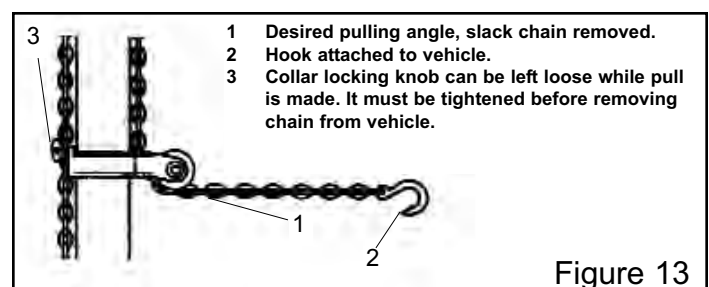 3
1 Desired pulling angle, slack chain removed.
2 Hook attached to vehicle.
3 Collar locking knob can be left loose while pull
is made. It must be tightened before removing
chain from vehicle.
1
2
Figure 13